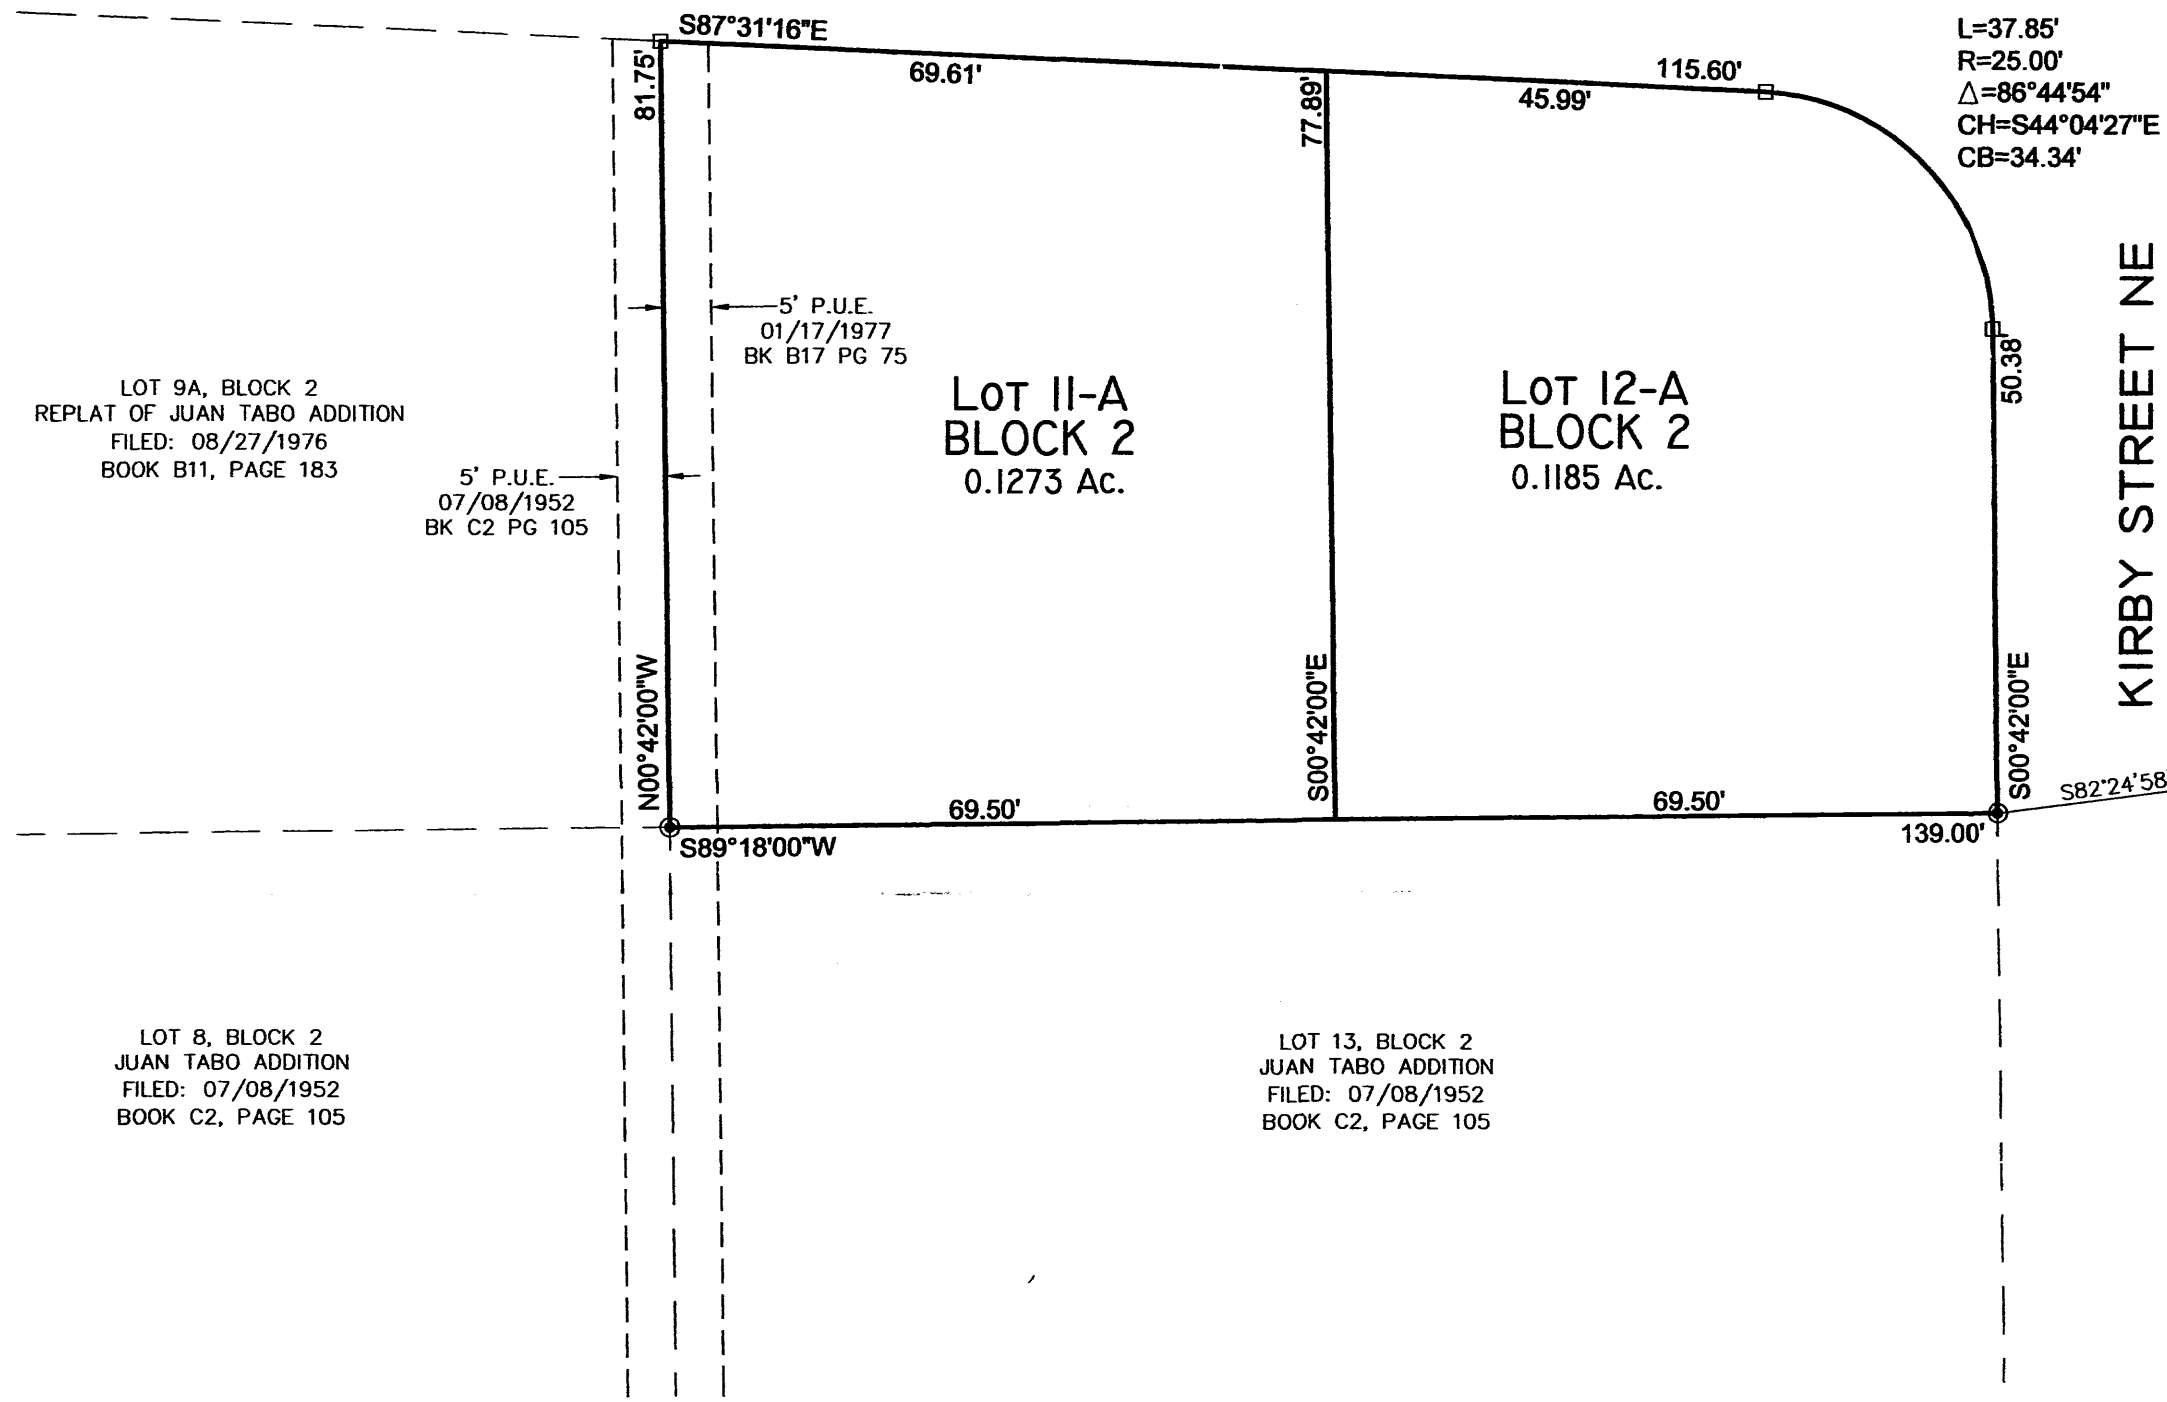 S87°31'16"E
69.61'
81.75'
77.89'
115.60'
45.99'
L=37.85'
R=25.00'
△=86°44'54"
CH=S44°04'27"E
CB=34.34'
5' P.U.E.
01/17/1977
BK B17 PG 75
LOT 9A, BLOCK 2
REPLAT OF JUAN TABO ADDITION
FILED: 08/27/1976
BOOK B11, PAGE 183
5' P.U.E.
07/08/1952
BK C2 PG 105
LOT 11-A
BLOCK 2
0.1273 Ac.
LOT 12-A
BLOCK 2
0.1185 Ac.
50.38'
KIRBY STREET NE
N00°42'00"W
S00°42'00"E
S00°42'00"E
S82°24'58
69.50'
69.50'
139.00'
S89°18'00"W
LOT 8, BLOCK 2
JUAN TABO ADDITION
FILED: 07/08/1952
BOOK C2, PAGE 105
LOT 13, BLOCK 2
JUAN TABO ADDITION
FILED: 07/08/1952
BOOK C2, PAGE 105